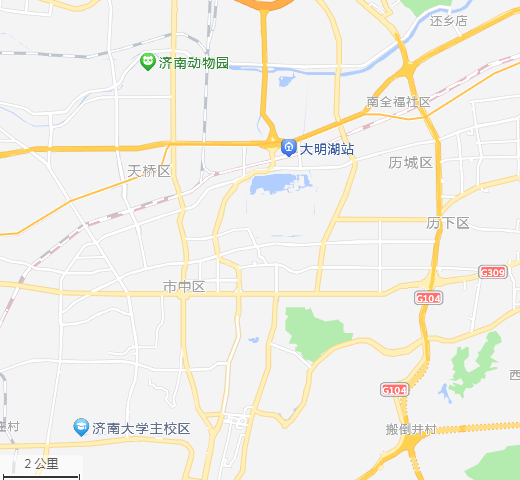 还乡店
济南动物园
南全福社区
大明湖站
历城区
天桥区
历下区
G309
市中区
G104
G104
西
搬倒井村
村
济南大学主校区
2 公里